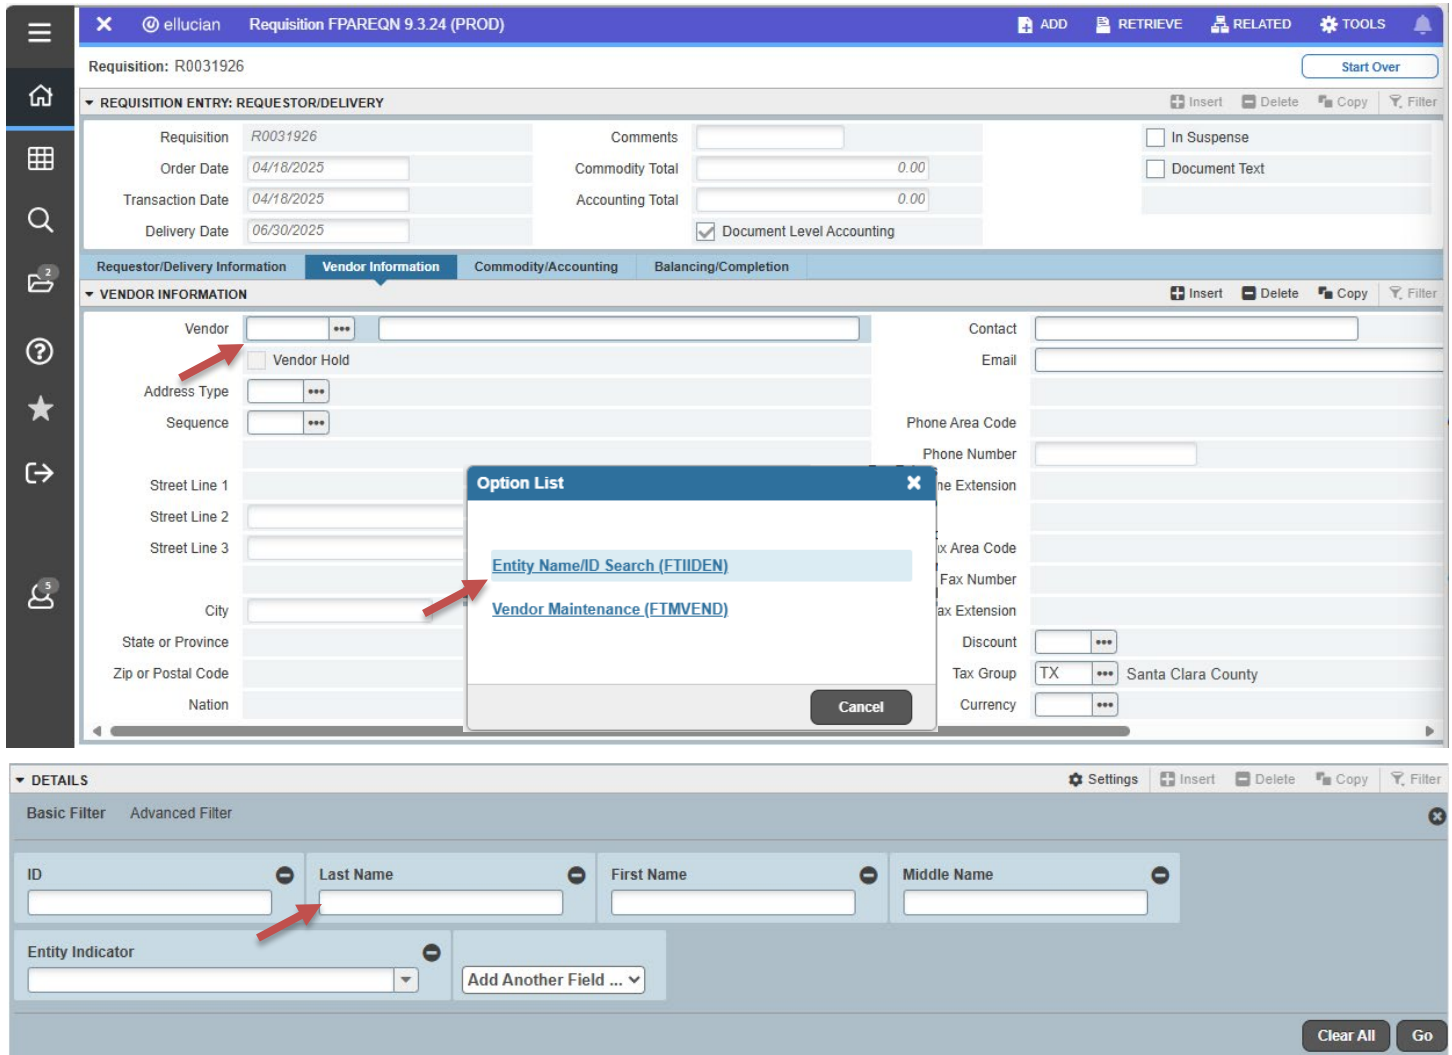 ellucian Requisition FPAREQN 9.3.24 (PROD) ADD RETRIEVE RELATED TOOLS
Requisition: R0031926 Start Over
REQUISITION ENTRY: REQUESTOR/DELIVERY Insert Delete Copy Filter
Requisition R0031926 Comments In Suspense
Order Date 04/18/2025 Commodity Total 0.00 Document Text
Transaction Date 04/18/2025 Accounting Total 0.00
Delivery Date 06/30/2025 Document Level Accounting
2
Requestor/Delivery Information Vendor Information Commodity/Accounting Balancing/Completion
VENDOR INFORMATION Insert Delete Copy Filter
Vendor ••• Contact
Vendor Hold Email
Address Type •••
Sequence ••• Phone Area Code
Phone Number
Street Line 1 Option List ne Extension
Street Line 2
Street Line 3 x Area Code
Entity Name/ID Search (FTIIDEN)
Fax Number
5
City Vendor Maintenance (FTMVEND) ax Extension
State or Province Discount •••
Zip or Postal Code Tax Group TX ••• Santa Clara County
Nation Cancel Currency •••
DETAILS Settings Insert Delete Copy Filter
Basic Filter Advanced Filter
ID Last Name First Name Middle Name
Entity Indicator
Add Another Field ...
Clear All Go